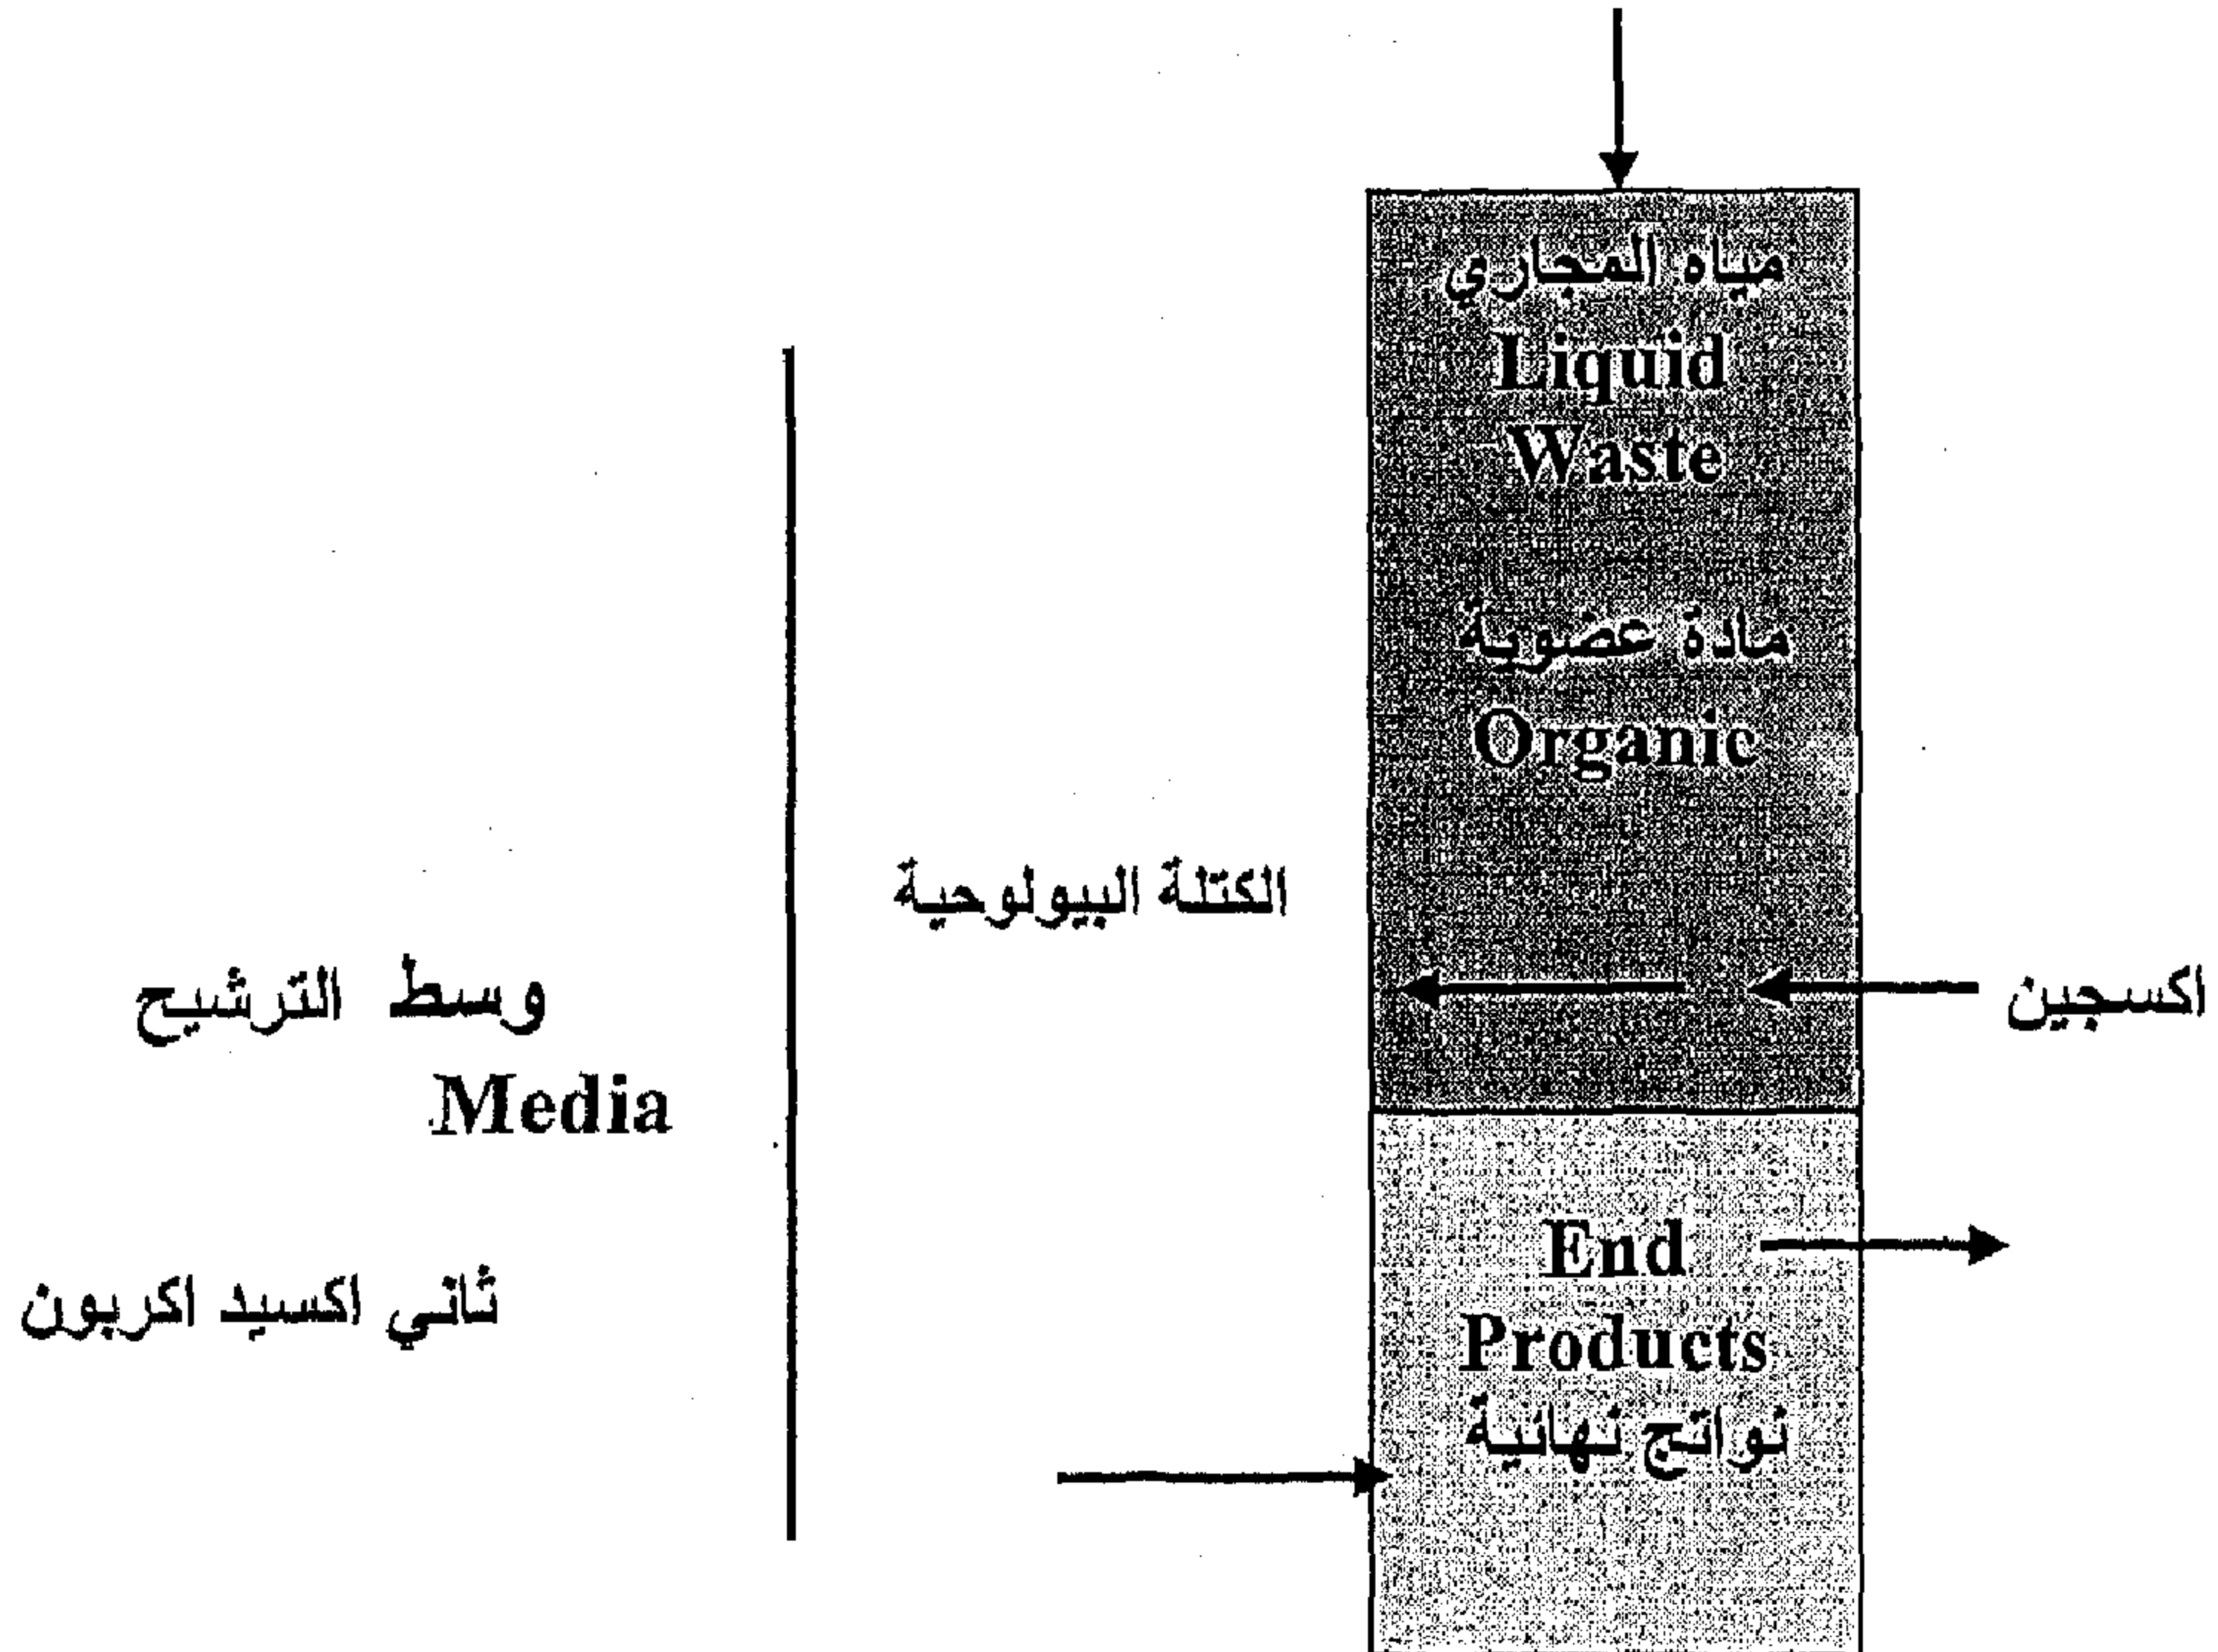 مياه المجاري
Liquid
Waste
مادة عضوية
Organic
الكتلة البيولوحية
اكسجين
وسط الترشيح
Media
End
Products
نواتج نهائية
ثاني اكسيد اكربون